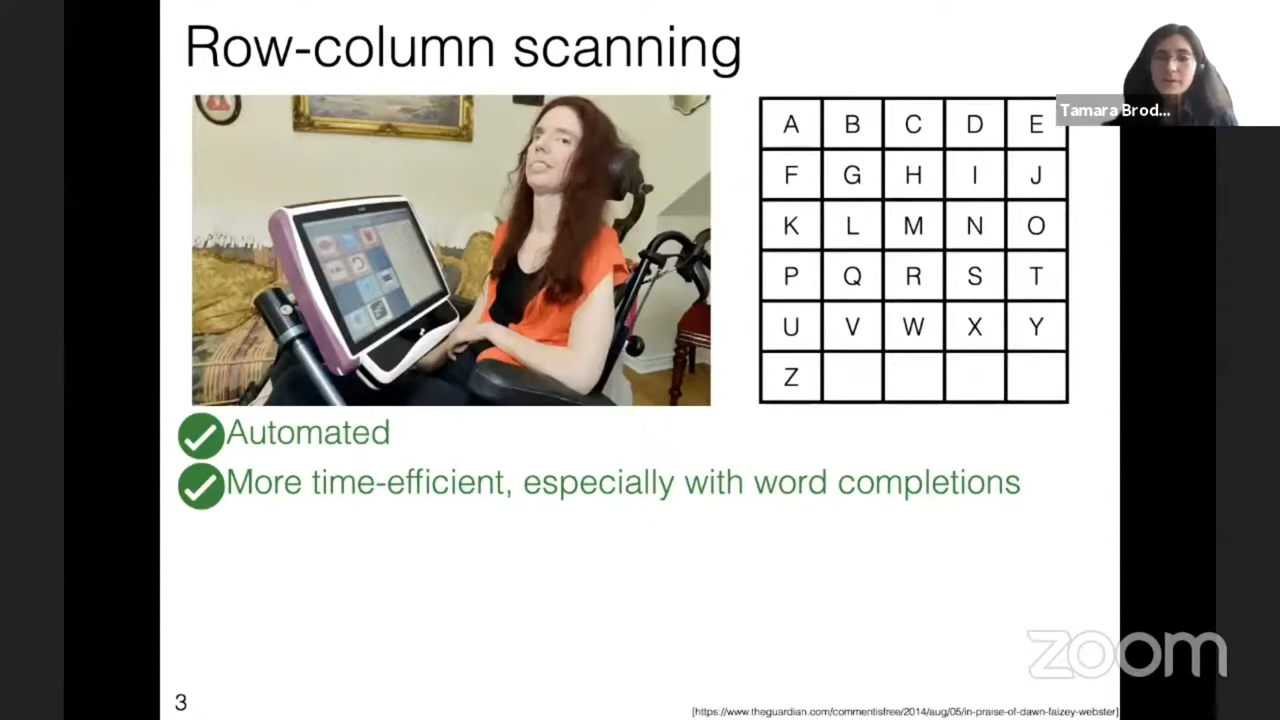 Row-column scanning
Tamara Brod...
A B C D E
F G H I J
K L M N O
P Q R S T
U V W X Y
Z
Automated
More time-efficient, especially with word completions
zoom
3
[https://www.theguardian.com/commentisfree/2014/aug/05/in-praise-of-dawn-faizey-webster]